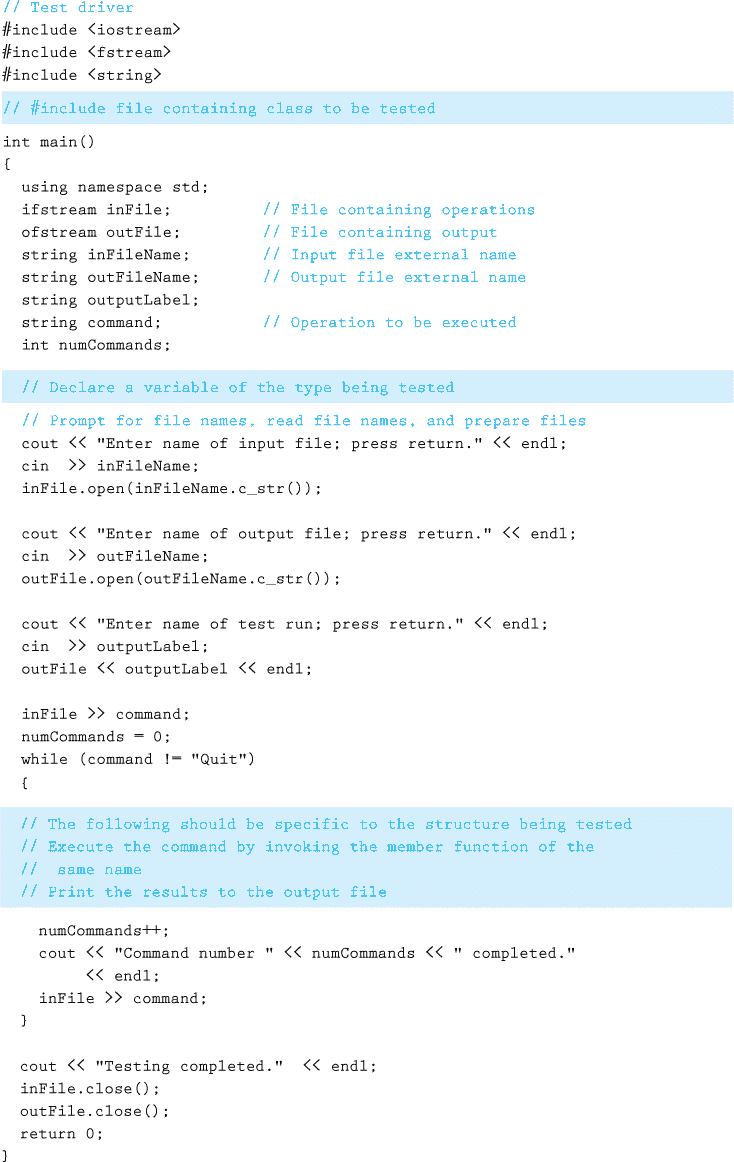 // Test driver
#include <iostream>
#include <fstream>
#include <string>
// #include file containing class to be tested
int main()
{
  using namespace std;
  ifstream inFile;          // File containing operations
  ofstream outFile;         // File containing output
  string inFileName;        // Input file external name
  string outFileName;       // Output file external name
  string outputLabel;
  string command;           // Operation to be executed
  int numCommands;
  // Declare a variable of the type being tested
  // Prompt for file names, read file names, and prepare files
  cout << "Enter name of input file; press return." << endl;
  cin  >> inFileName;
  inFile.open(inFileName.c_str());
  cout << "Enter name of output file; press return." << endl;
  cin  >> outFileName;
  outFile.open(outFileName.c_str());
  cout << "Enter name of test run; press return." << endl;
  cin  >> outputLabel;
  outFile << outputLabel << endl;
  inFile >> command;
  numCommands = 0;
  while (command != "Quit")
  {
  // The following should be specific to the structure being tested
  // Execute the command by invoking the member function of the
  //  same name
  // Print the results to the output file
    numCommands++;
    cout << "Command number " << numCommands << " completed."
         << endl;
    inFile >> command;
  }
  cout << "Testing completed."  << endl;
  inFile.close();
  outFile.close();
  return 0;
}